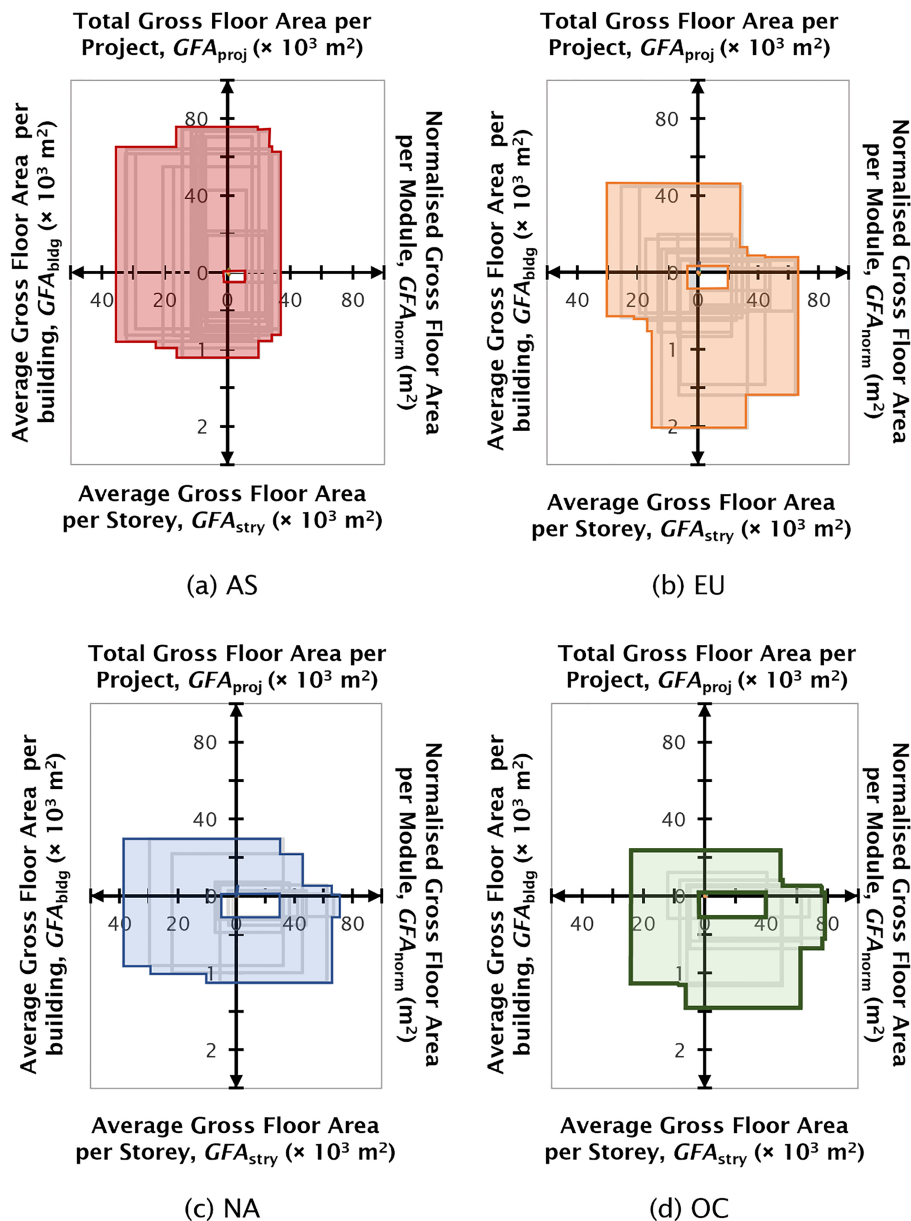 Total Gross Floor Area per
Project, GFAproj (× 10³ m²)
Average Gross Floor Area per
building, GFAbldg (× 10³ m²)
80
40
0
40 20 0 40 80
1
2
Normalised Gross Floor Area
per Module, GFAnorm (m²)
Average Gross Floor Area
per Storey, GFAstry (× 10³ m²)
(a) AS
Total Gross Floor Area per
Project, GFAproj (× 10³ m²)
Average Gross Floor Area per
building, GFAbldg (× 10³ m²)
80
40
0
40 20 0 40 80
1
2
Normalised Gross Floor Area
per Module, GFAnorm (m²)
Average Gross Floor Area
per Storey, GFAstry (× 10³ m²)
(b) EU
Total Gross Floor Area per
Project, GFAproj (× 10³ m²)
Average Gross Floor Area per
building, GFAbldg (× 10³ m²)
80
40
0
40 20 0 40 80
1
2
Normalised Gross Floor Area
per Module, GFAnorm (m²)
Average Gross Floor Area
per Storey, GFAstry (× 10³ m²)
(c) NA
Total Gross Floor Area per
Project, GFAproj (× 10³ m²)
Average Gross Floor Area per
building, GFAbldg (× 10³ m²)
80
40
0
40 20 0 40 80
1
2
Normalised Gross Floor Area
per Module, GFAnorm (m²)
Average Gross Floor Area
per Storey, GFAstry (× 10³ m²)
(d) OC